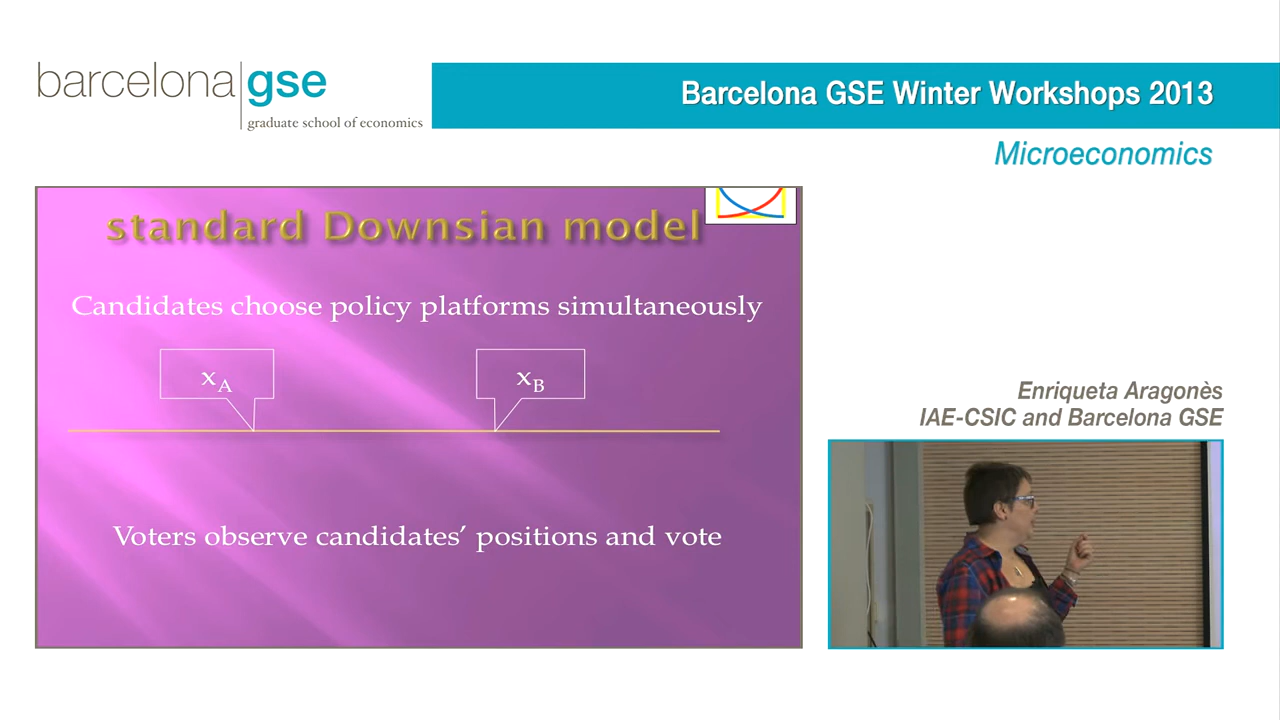 barcelona gse
graduate school of economics
Barcelona GSE Winter Workshops 2013
Microeconomics
standard Downsian model
Candidates choose policy platforms simultaneously
xA
xB
Voters observe candidates’ positions and vote
Enriqueta Aragonès
IAE-CSIC and Barcelona GSE